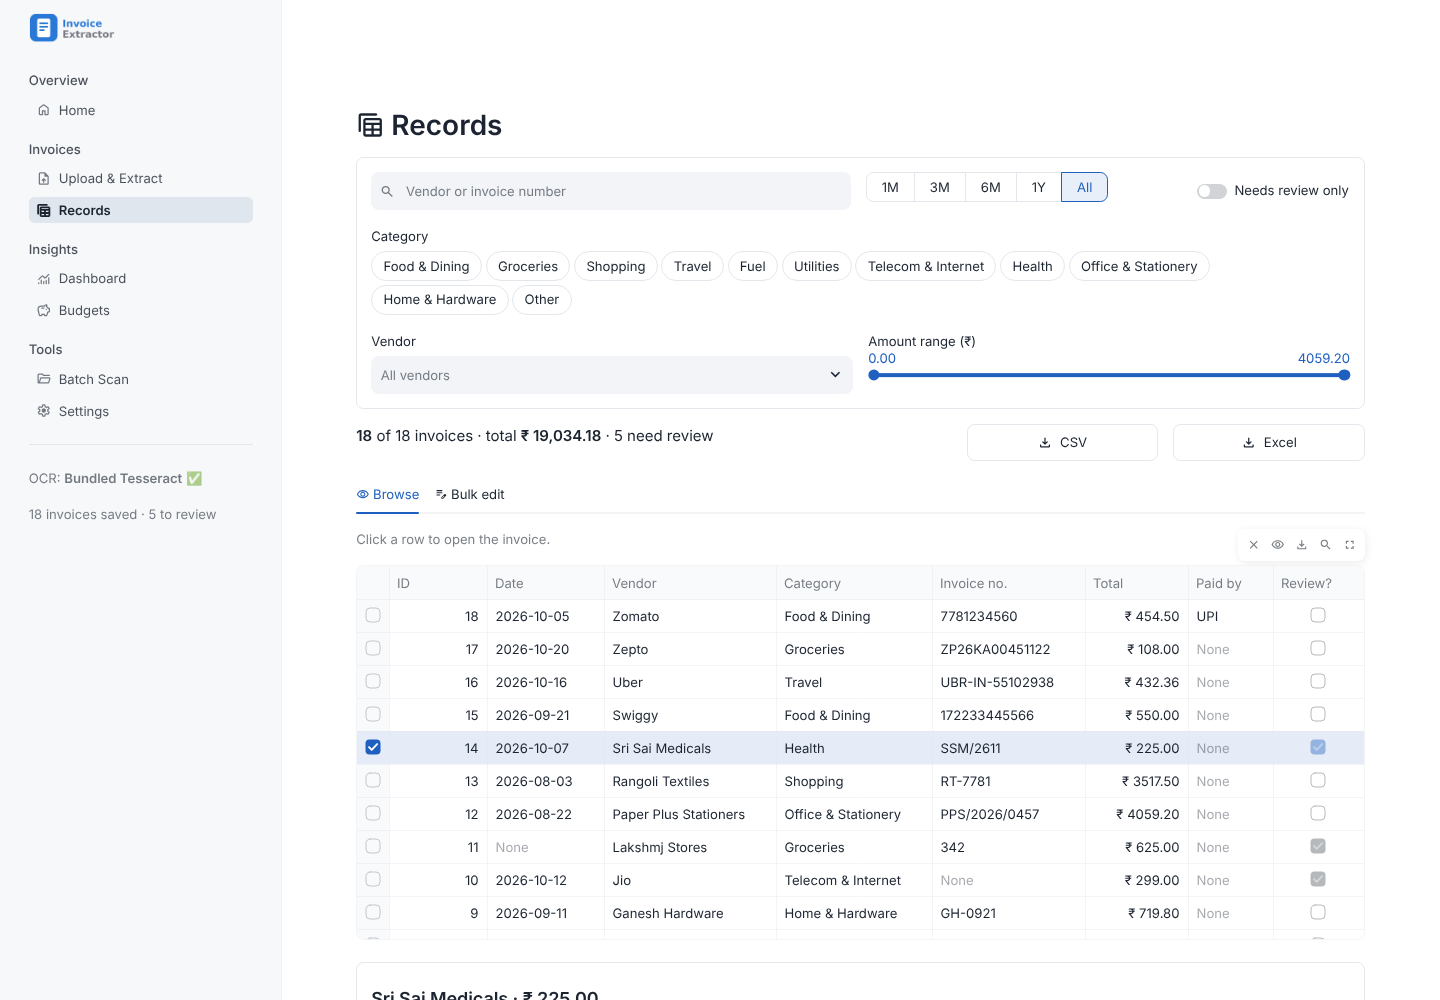 Invoice
Extractor
Overview
Home
Invoices
Upload & Extract
Records
Insights
Dashboard
Budgets
Tools
Batch Scan
Settings
OCR: Bundled Tesseract ✅
18 invoices saved · 5 to review
Records
Vendor or invoice number
1M 3M 6M 1Y All
Needs review only
Category
Food & Dining Groceries Shopping Travel Fuel Utilities Telecom & Internet Health Office & Stationery
Home & Hardware Other
Vendor
All vendors
Amount range (₹)
0.00 4059.20
18 of 18 invoices · total ₹ 19,034.18 · 5 need review
CSV Excel
Browse Bulk edit
Click a row to open the invoice.
ID Date Vendor Category Invoice no. Total Paid by Review?
18 2026-10-05 Zomato Food & Dining 7781234560 ₹ 454.50 UPI
17 2026-10-20 Zepto Groceries ZP26KA00451122 ₹ 108.00 None
16 2026-10-16 Uber Travel UBR-IN-55102938 ₹ 432.36 None
15 2026-09-21 Swiggy Food & Dining 172233445566 ₹ 550.00 None
14 2026-10-07 Sri Sai Medicals Health SSM/2611 ₹ 225.00 None
13 2026-08-03 Rangoli Textiles Shopping RT-7781 ₹ 3517.50 None
12 2026-08-22 Paper Plus Stationers Office & Stationery PPS/2026/0457 ₹ 4059.20 None
11 None Lakshmj Stores Groceries 342 ₹ 625.00 None
10 2026-10-12 Jio Telecom & Internet None ₹ 299.00 None
9 2026-09-11 Ganesh Hardware Home & Hardware GH-0921 ₹ 719.80 None
Sri Sai Medicals · ₹ 225.00